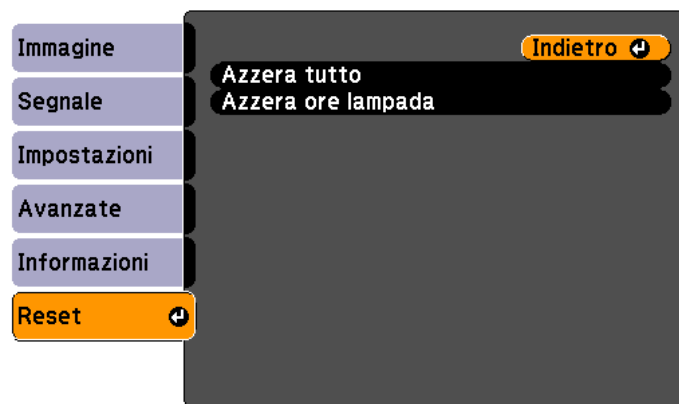 Immagine
Segnale
Impostazioni
Avanzate
Informazioni
Reset
Indietro
Azzera tutto
Azzera ore lampada